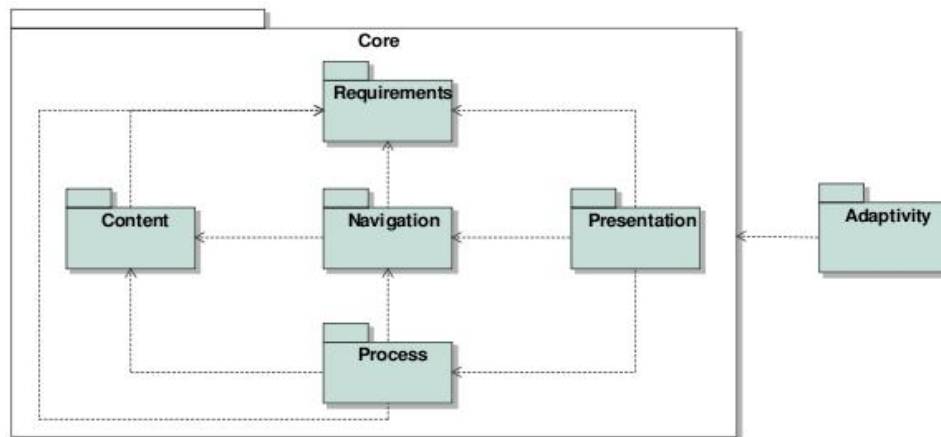 Core
Requirements
Content
Navigation
Presentation
Adaptivity
Process